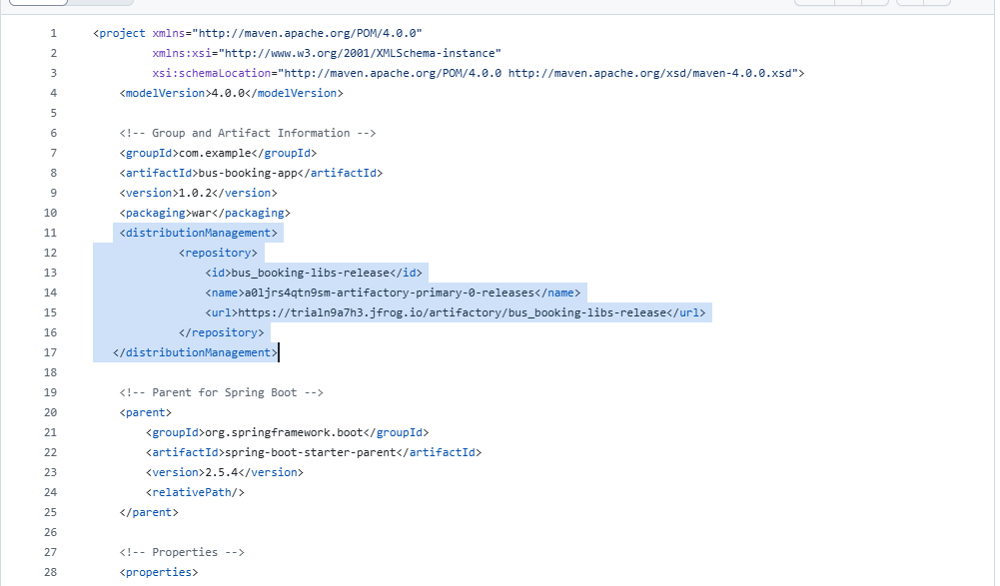 1 <project xmlns="http://maven.apache.org/POM/4.0.0"
2 xmlns:xsi="http://www.w3.org/2001/XMLSchema-instance"
3 xsi:schemaLocation="http://maven.apache.org/POM/4.0.0 http://maven.apache.org/xsd/maven-4.0.0.xsd">
4 <modelVersion>4.0.0</modelVersion>
5
6 <!-- Group and Artifact Information -->
7 <groupId>com.example</groupId>
8 <artifactId>bus-booking-app</artifactId>
9 <version>1.0.2</version>
10 <packaging>war</packaging>
11 <distributionManagement>
12 <repository>
13 <id>bus_booking-libs-release</id>
14 <name>a0ljrs4qtn9sm-artifactory-primary-0-releases</name>
15 <url>https://trialn9a7h3.jfrog.io/artifactory/bus_booking-libs-release</url>
16 </repository>
17 </distributionManagement>
18
19 <!-- Parent for Spring Boot -->
20 <parent>
21 <groupId>org.springframework.boot</groupId>
22 <artifactId>spring-boot-starter-parent</artifactId>
23 <version>2.5.4</version>
24 <relativePath/>
25 </parent>
26
27 <!-- Properties -->
28 <properties>